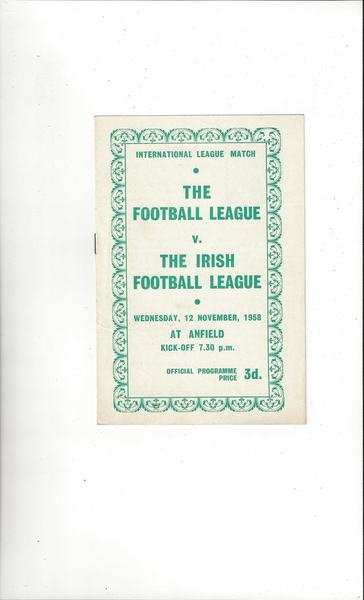 INTERNATIONAL LEAGUE MATCH
•
THE
FOOTBALL LEAGUE
v.
THE IRISH
FOOTBALL LEAGUE
•
WEDNESDAY, 12 NOVEMBER, 1958
AT ANFIELD
KICK-OFF 7.30 p.m.
OFFICIAL PROGRAMME
PRICE 3d.